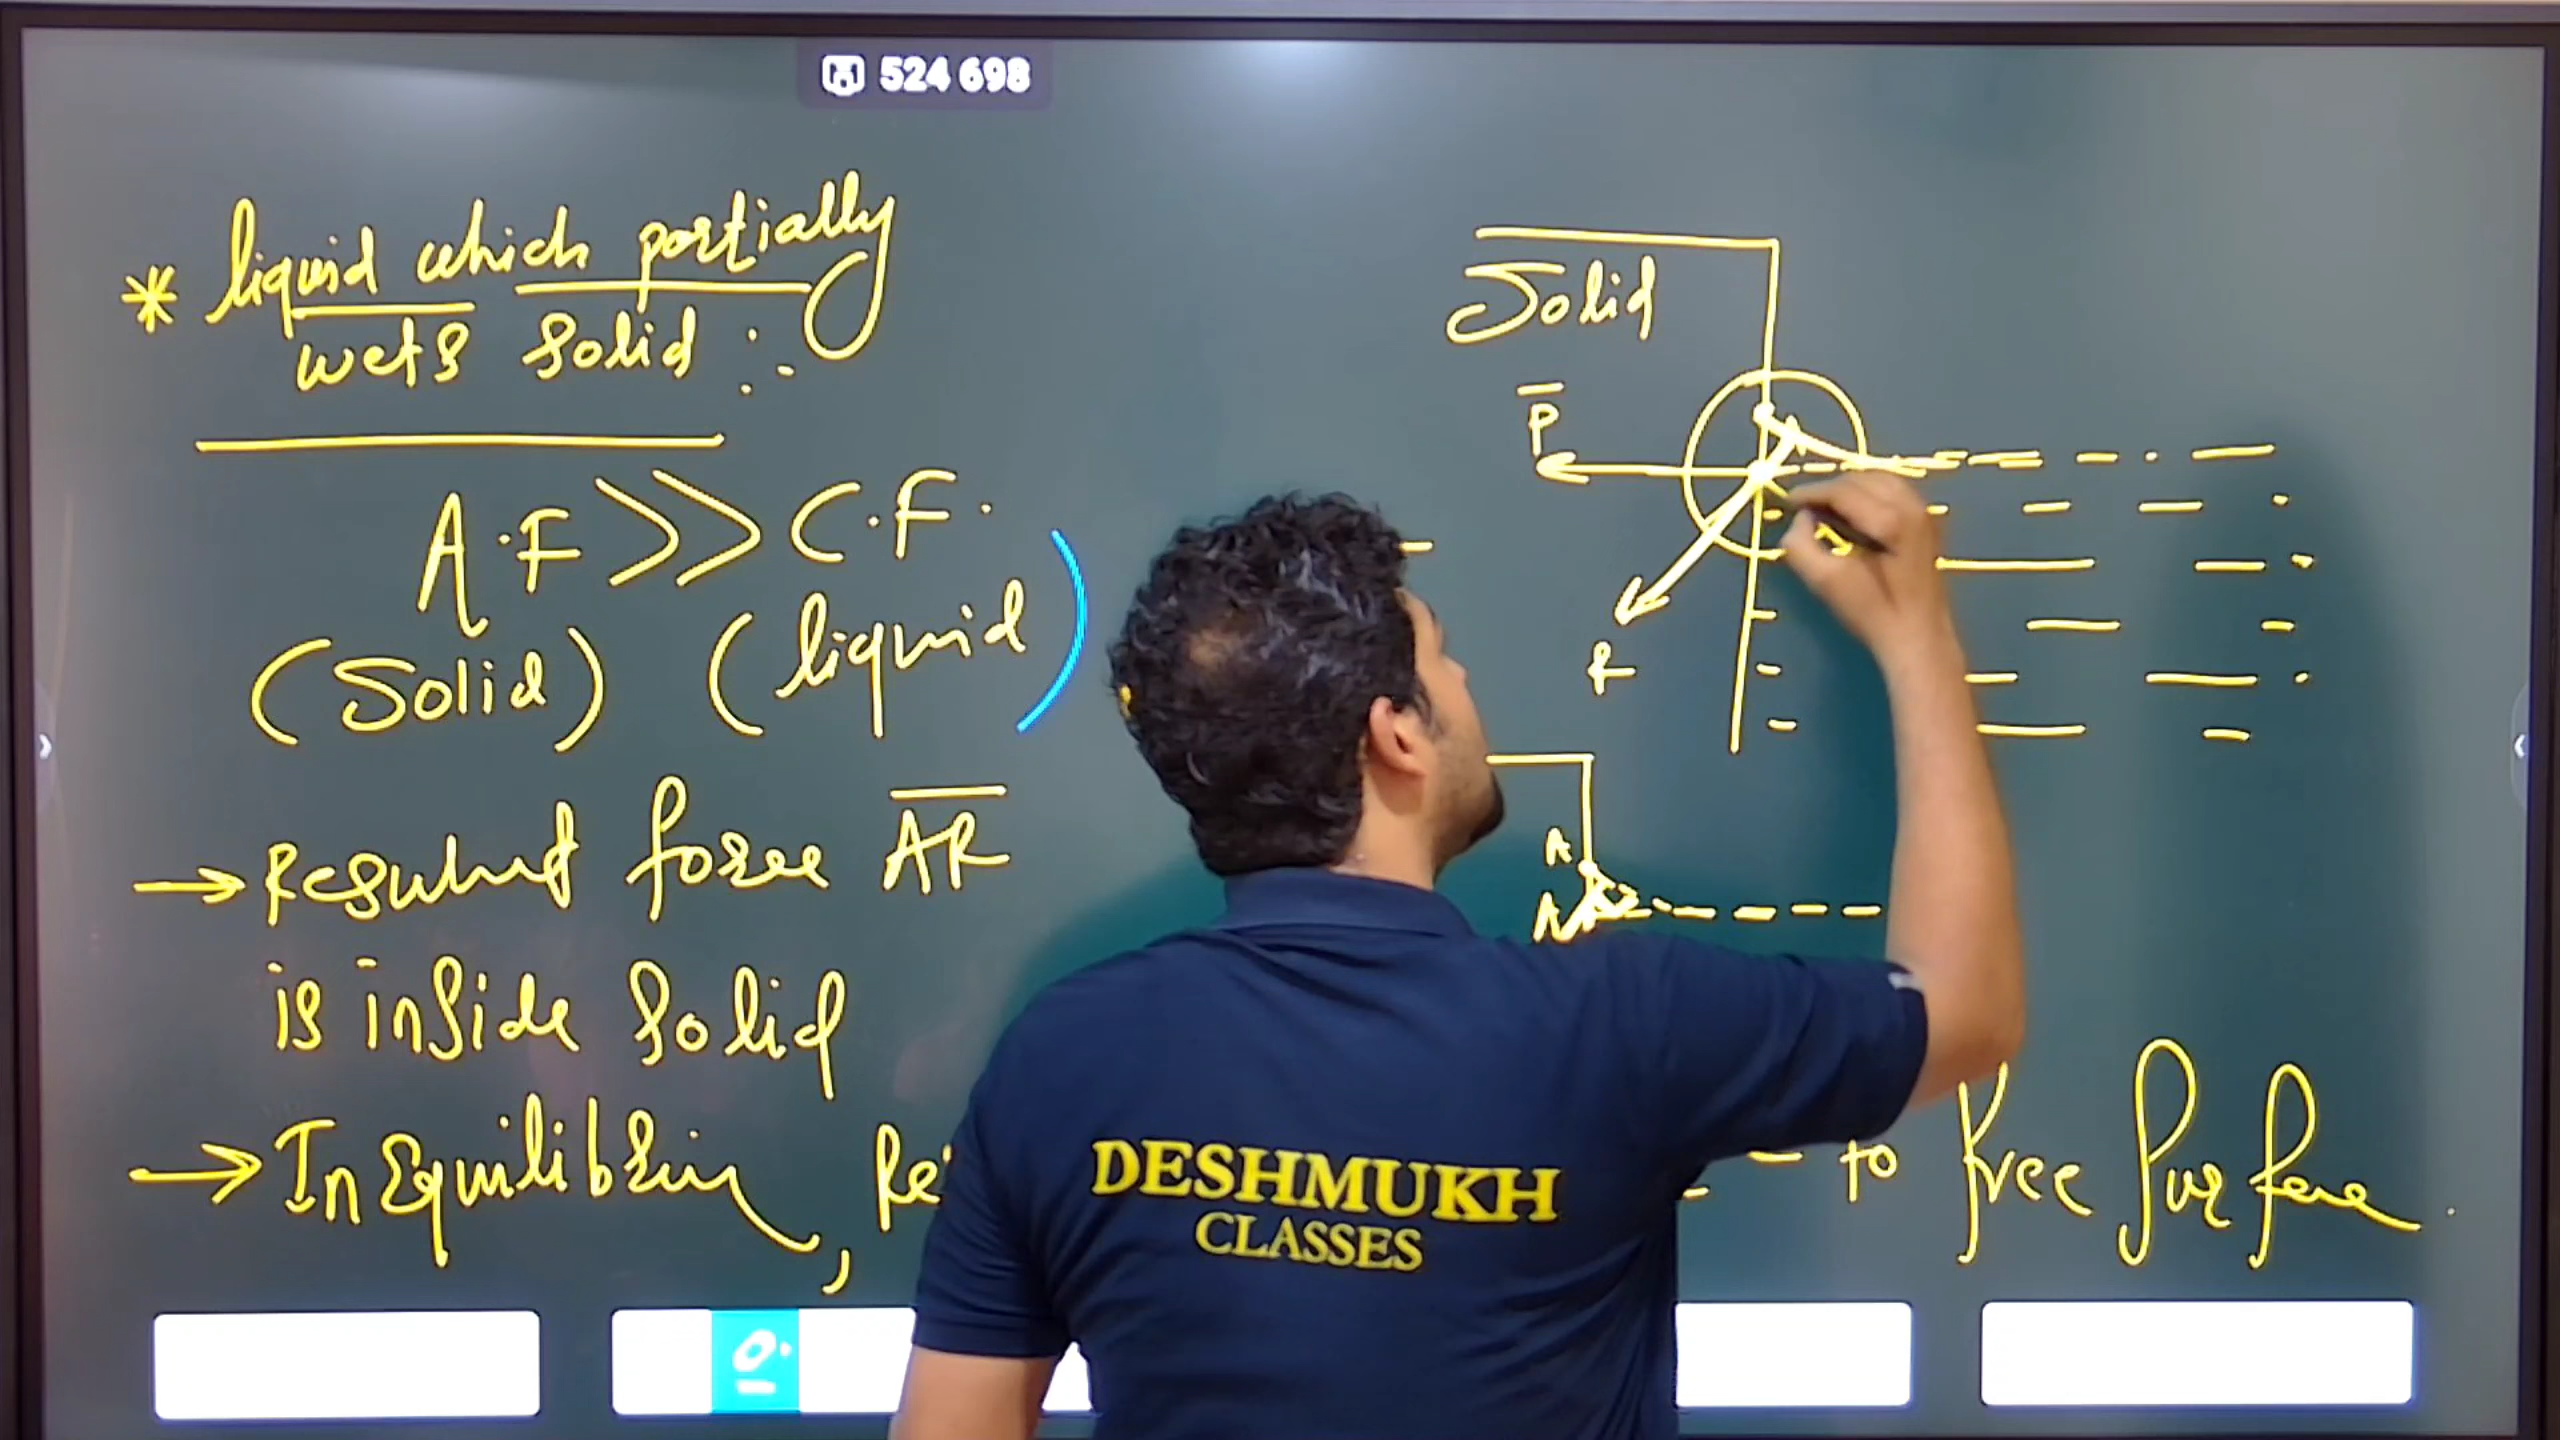 524 698
* liquid which partially
wets solid :-
A.F >> C.F.
(Solid) (liquid)
→ Resultant force AR
is inside solid
→ In Equilibrium, Re
to free surface.
Solid
P
R
A
DESHMUKH
CLASSES